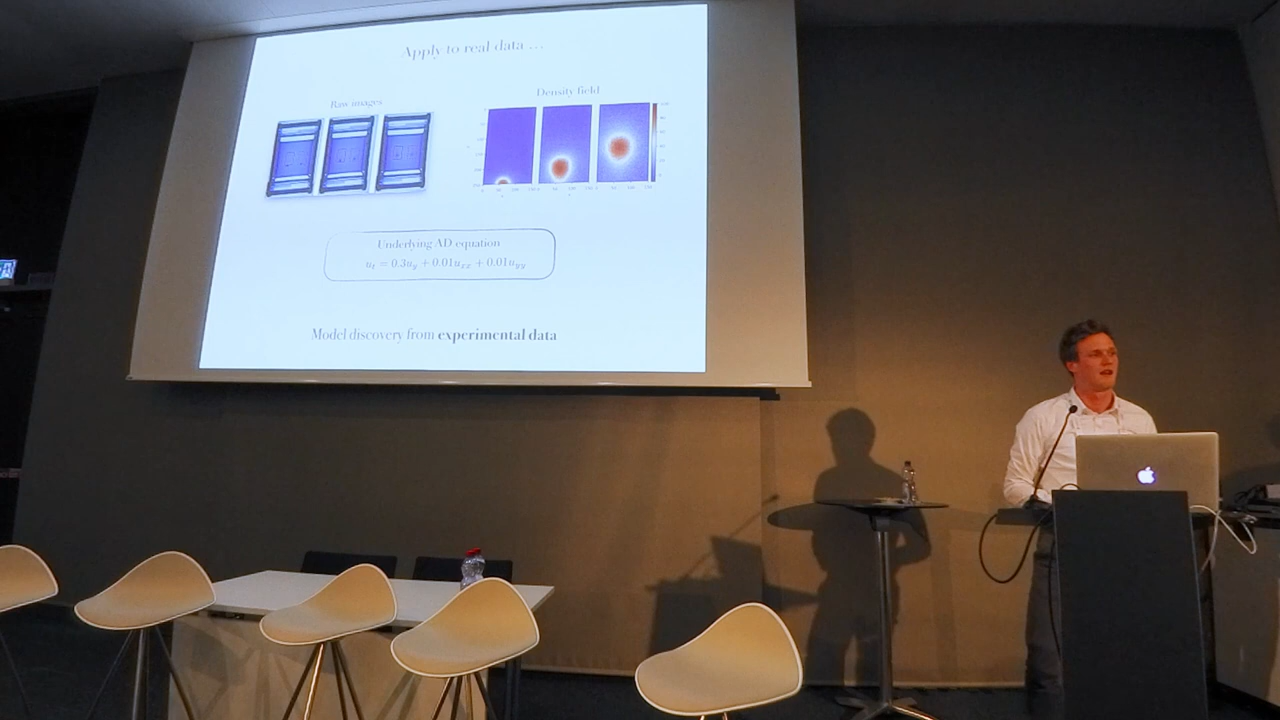 Apply to real data ...
Raw images
Density field
Underlying AD equation
u_t = 0.3u_y + 0.01u_xx + 0.01u_yy
Model discovery from experimental data